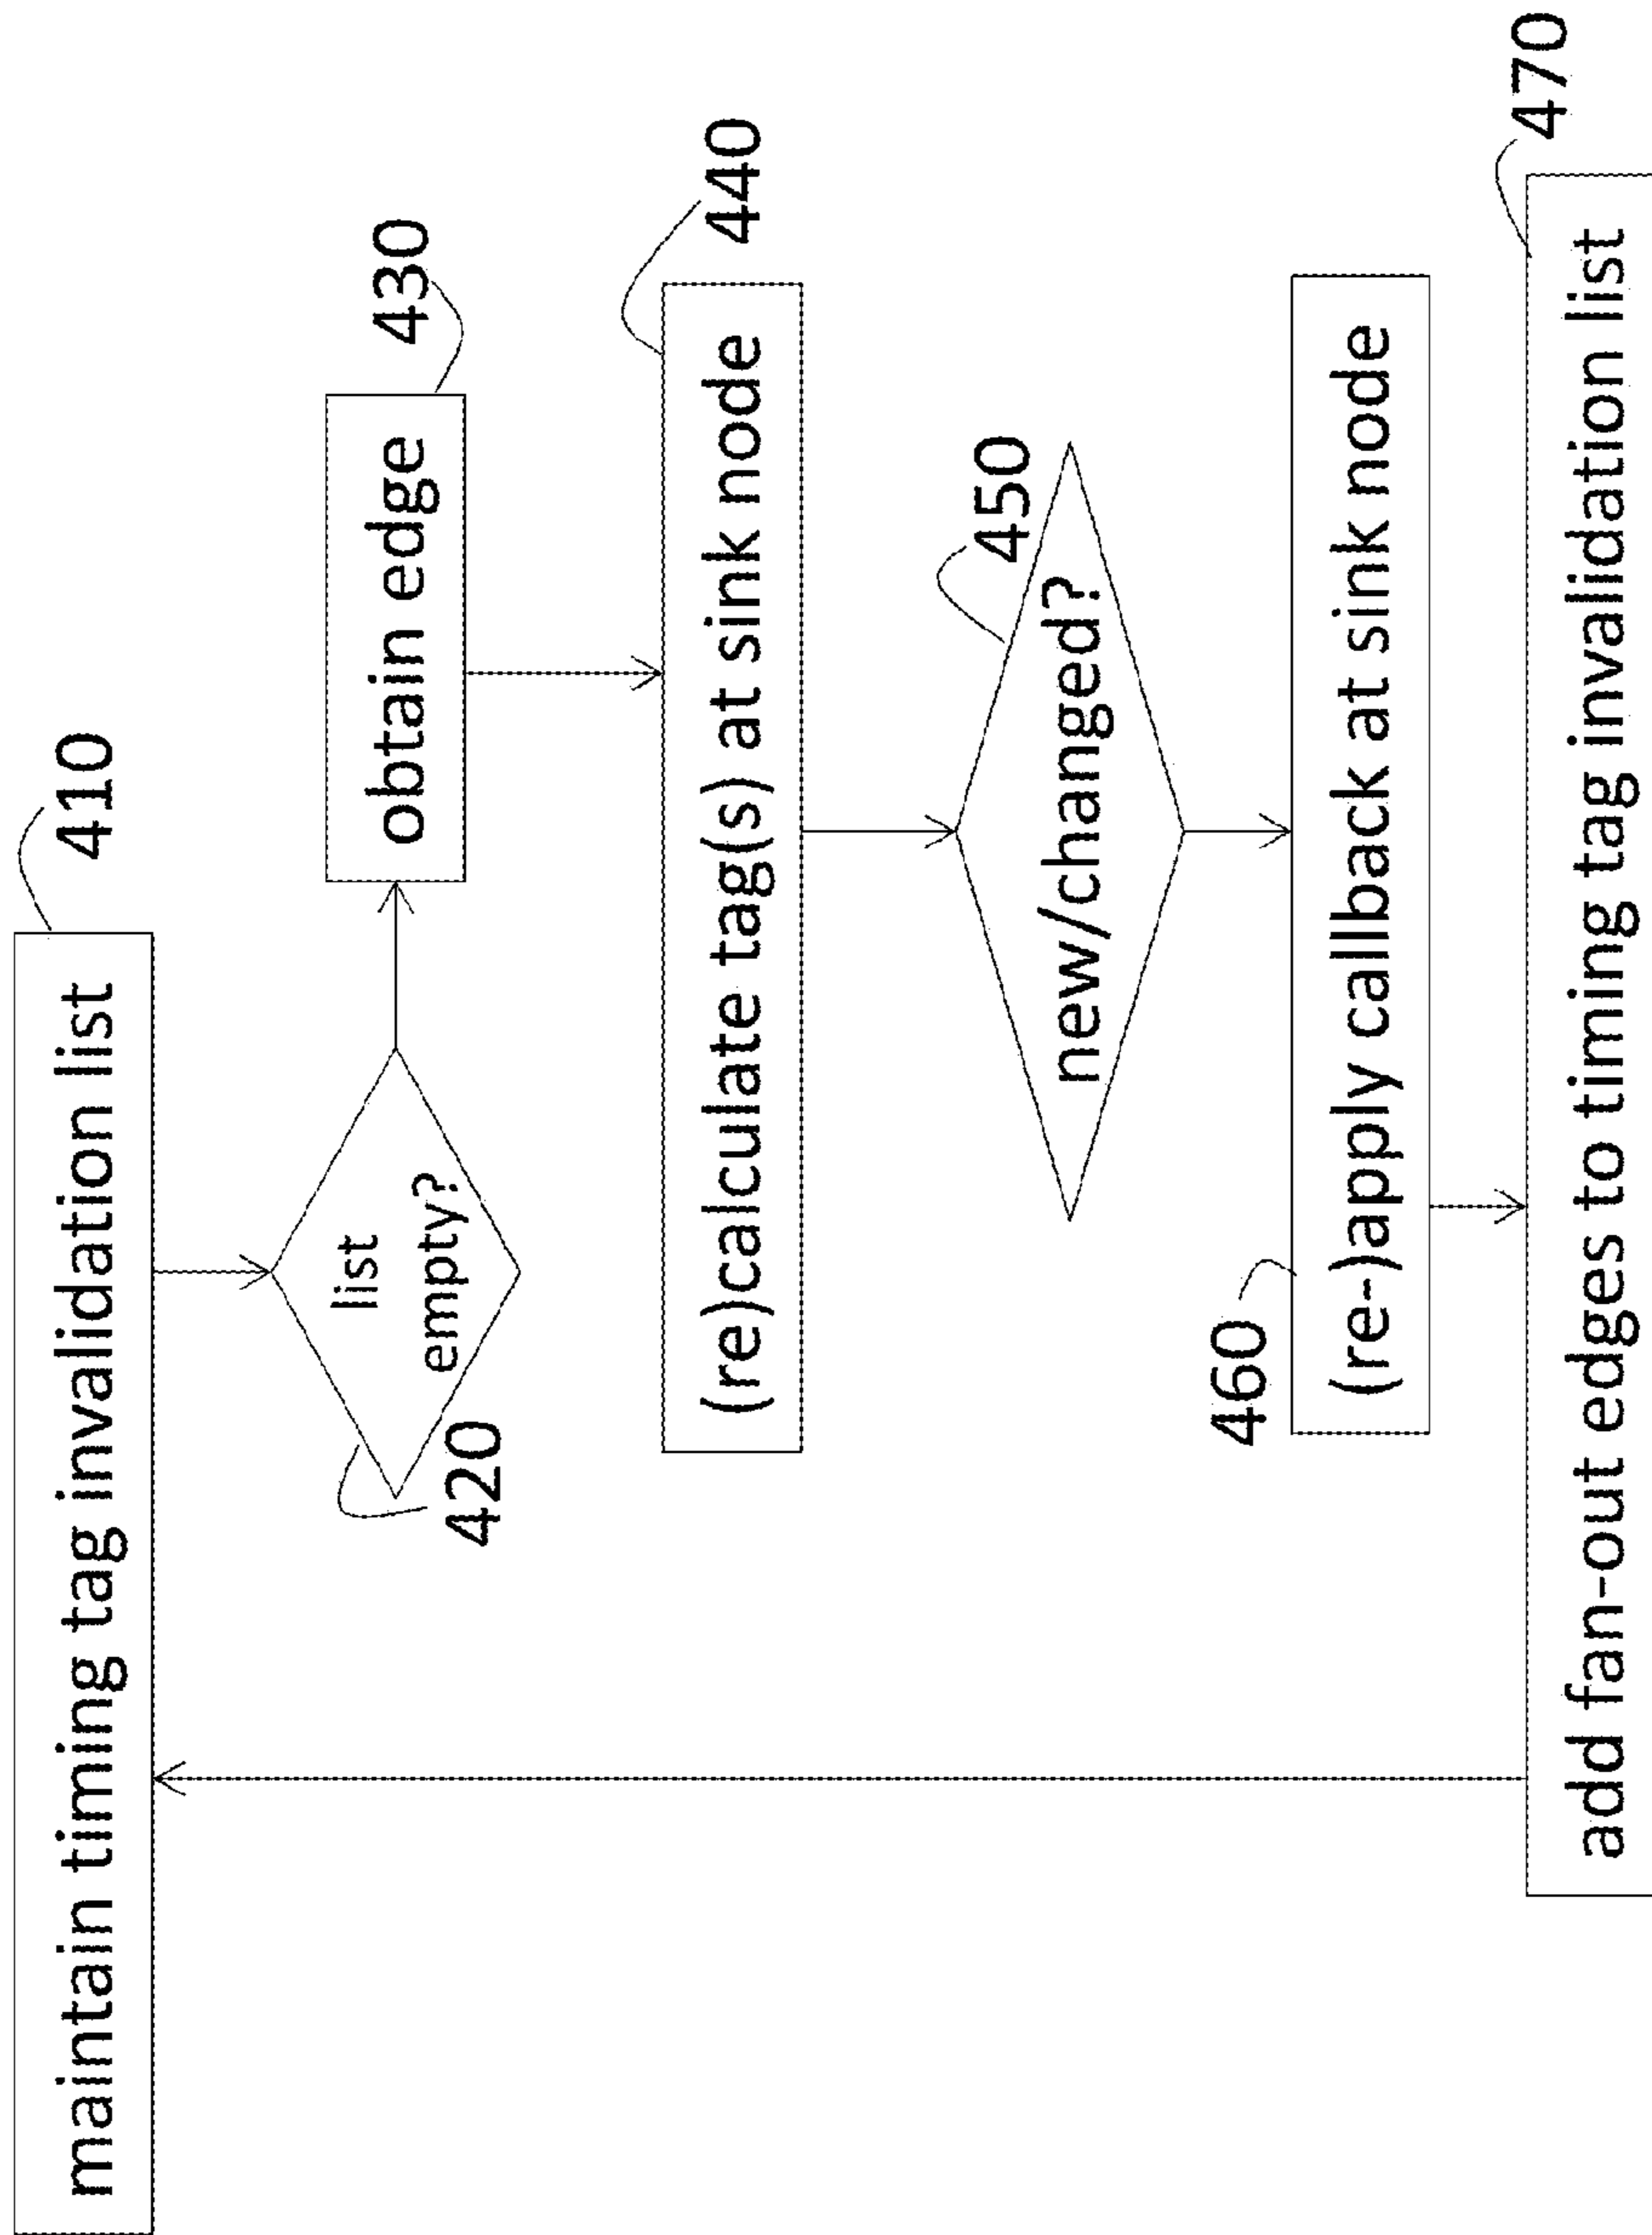 maintain timing tag invalidation list
410
list
empty?
420
obtain edge
430
(re)calculate tag(s) at sink node
440
new/changed?
450
(re-)apply callback at sink node
460
add fan-out edges to timing tag invalidation list
470